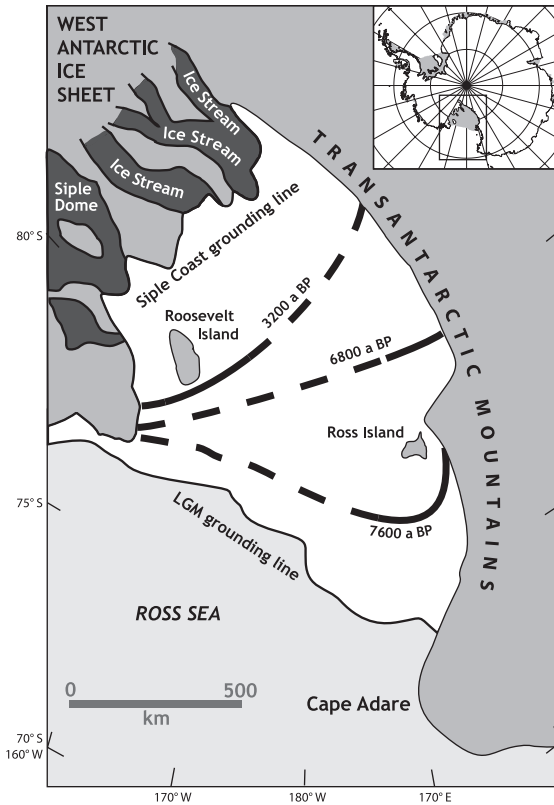 WEST
ANTARCTIC
ICE
SHEET
Ice Stream
Ice Stream
Ice Stream
Siple
Dome
TRANSANTARCTIC MOUNTAINS
80° S
Siple Coast grounding line
3200 a BP
Roosevelt
Island
6800 a BP
Ross Island
75° S
7600 a BP
LGM grounding line
ROSS SEA
0
500
km
Cape Adare
70° S
160° W
170° W
180° W
170° E